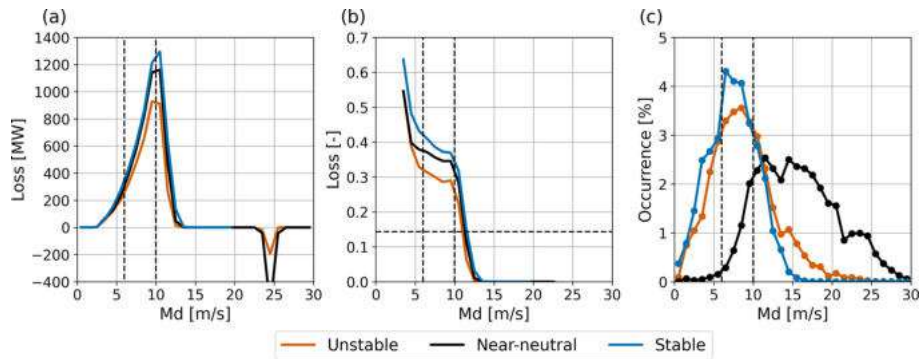 (a)
(b)
(c)
1400
1200
1000
800
600
400
200
0
−200
−400
Loss [MW]
0 5 10 15 20 25 30
Md [m/s]
0.7
0.6
0.5
0.4
0.3
0.2
0.1
0.0
Loss [-]
0 5 10 15 20 25 30
Md [m/s]
5
4
3
2
1
0
Occurrence [%]
0 5 10 15 20 25 30
Md [m/s]
Unstable Near-neutral Stable